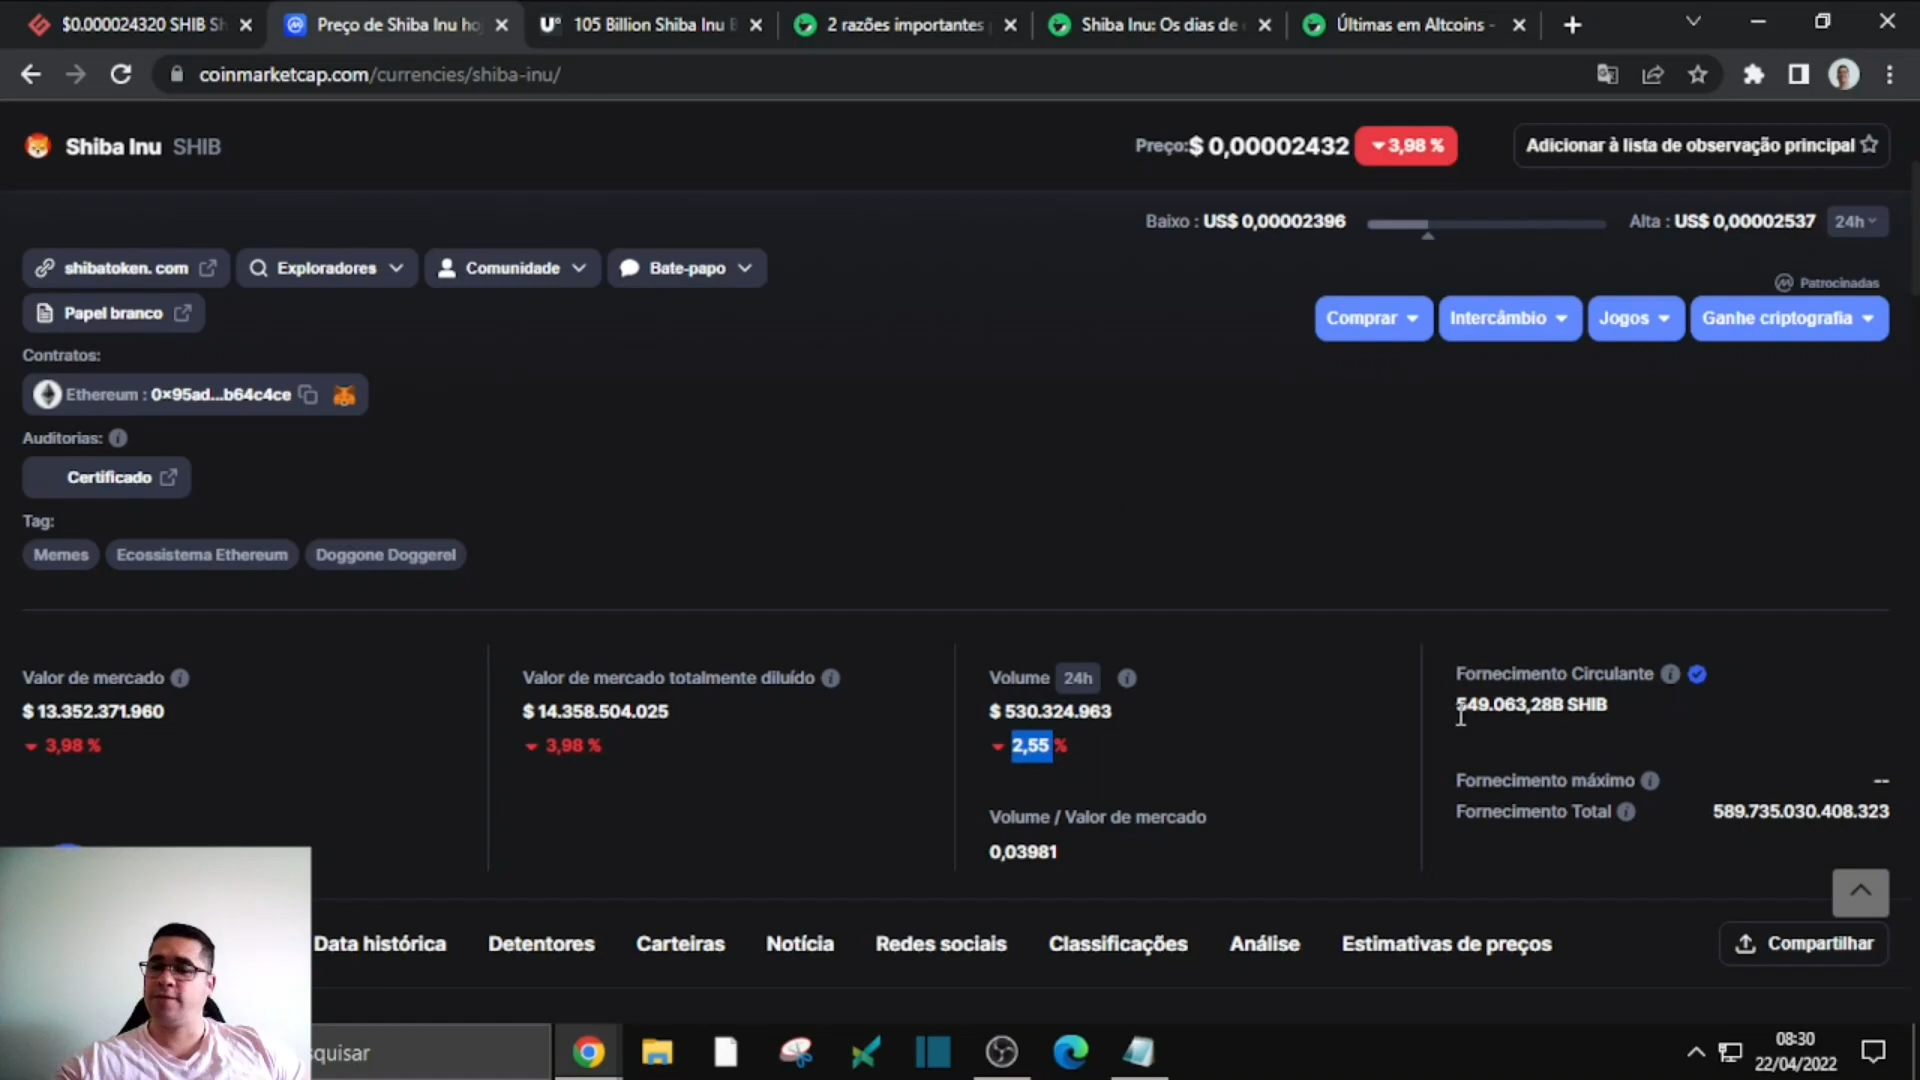 $0.000024320 SHIB Sh
Preço de Shiba Inu ho
105 Billion Shiba Inu B
2 razões importantes
Shiba Inu: Os dias de
Últimas em Altcoins -
coinmarketcap.com/currencies/shiba-inu/
Shiba Inu SHIB
Preço:$ 0,00002432
3,98 %
Adicionar à lista de observação principal
Baixo : US$ 0,00002396
Alta : US$ 0,00002537
24h
shibatoken. com
Exploradores
Comunidade
Bate-papo
Patrocinadas
Papel branco
Comprar
Intercâmbio
Jogos
Ganhe criptografia
Contratos:
Ethereum : 0×95ad...b64c4ce
Auditorias:
Certificado
Tag:
Memes
Ecossistema Ethereum
Doggone Doggerel
Valor de mercado
$ 13.352.371.960
3,98 %
Valor de mercado totalmente diluído
$ 14.358.504.025
3,98 %
Volume 24h
$ 530.324.963
2,55 %
Volume / Valor de mercado
0,03981
Fornecimento Circulante
549.063,28B SHIB
Fornecimento máximo
--
Fornecimento Total
589.735.030.408.323
Data histórica
Detentores
Carteiras
Notícia
Redes sociais
Classificações
Análise
Estimativas de preços
Compartilhar
squisar
08:30
22/04/2022